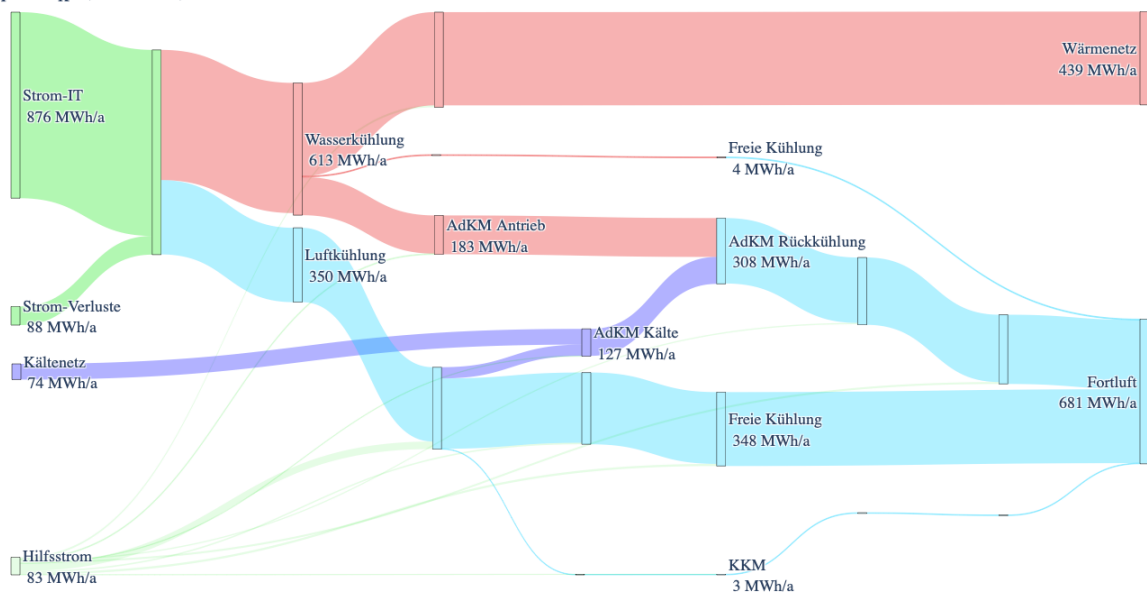 Wärmenetz
439 MWh/a
Strom-IT
876 MWh/a
Wasserkühlung
613 MWh/a
Freie Kühlung
4 MWh/a
AdKM Antrieb
183 MWh/a
AdKM Rückkühlung
308 MWh/a
Luftkühlung
350 MWh/a
Strom-Verluste
88 MWh/a
AdKM Kälte
127 MWh/a
Kältenetz
74 MWh/a
Fortluft
681 MWh/a
Freie Kühlung
348 MWh/a
Hilfsstrom
83 MWh/a
KKM
3 MWh/a